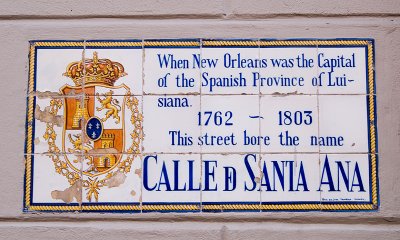 When New Orleans was the Capital
of the Spanish Province of Lui-
siana.
1762 — 1803
This street bore the name
CALLE D SANTA ANA